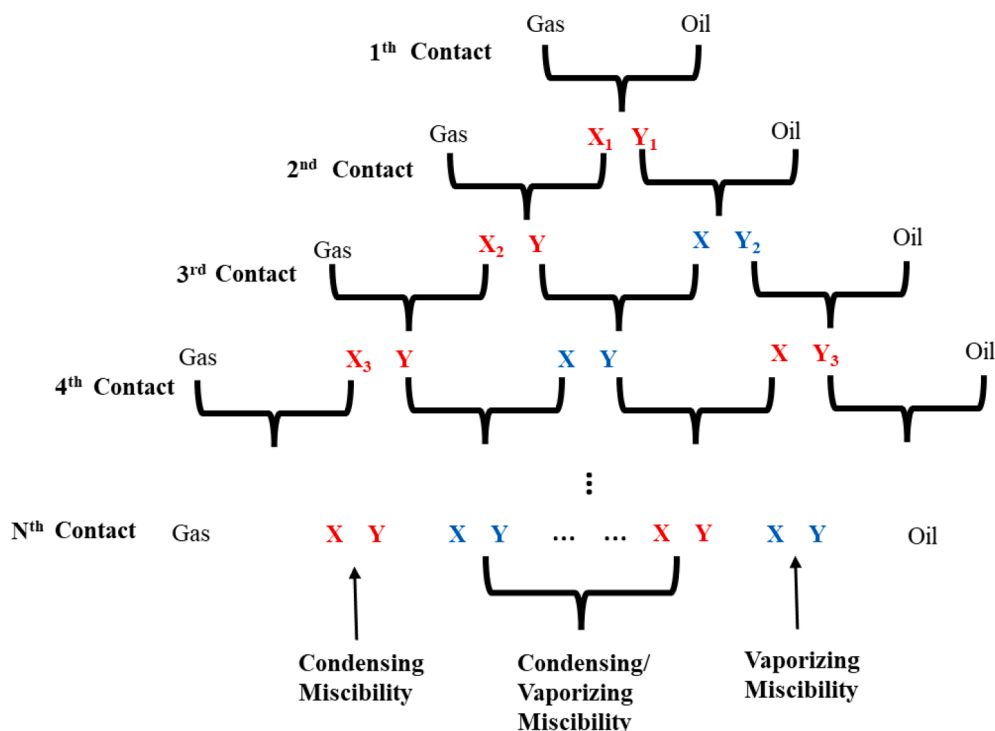 Gas Oil
1th Contact
Gas X1 Y1 Oil
2nd Contact
Gas X2 Y X Y2 Oil
3rd Contact
Gas X3 Y X Y X Y3 Oil
4th Contact
Nth Contact Gas X Y X Y ... ... X Y X Y Oil
Condensing
Miscibility
Condensing/
Vaporizing
Miscibility
Vaporizing
Miscibility